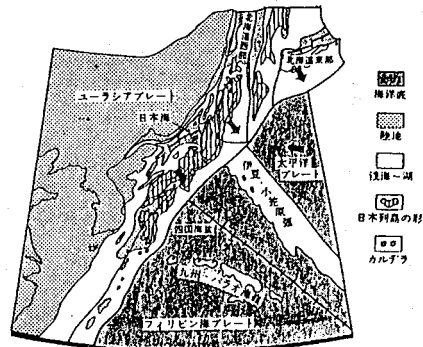 北海道西部
北海道東部
ユーラシアプレート
日本海
太平洋
プレート
伊豆・小笠原弧
四国海盆
九州・パラオ海嶺
フィリピン海プレート
海洋底
陸地
浅海〜湖
日本列島の形
カルデラ